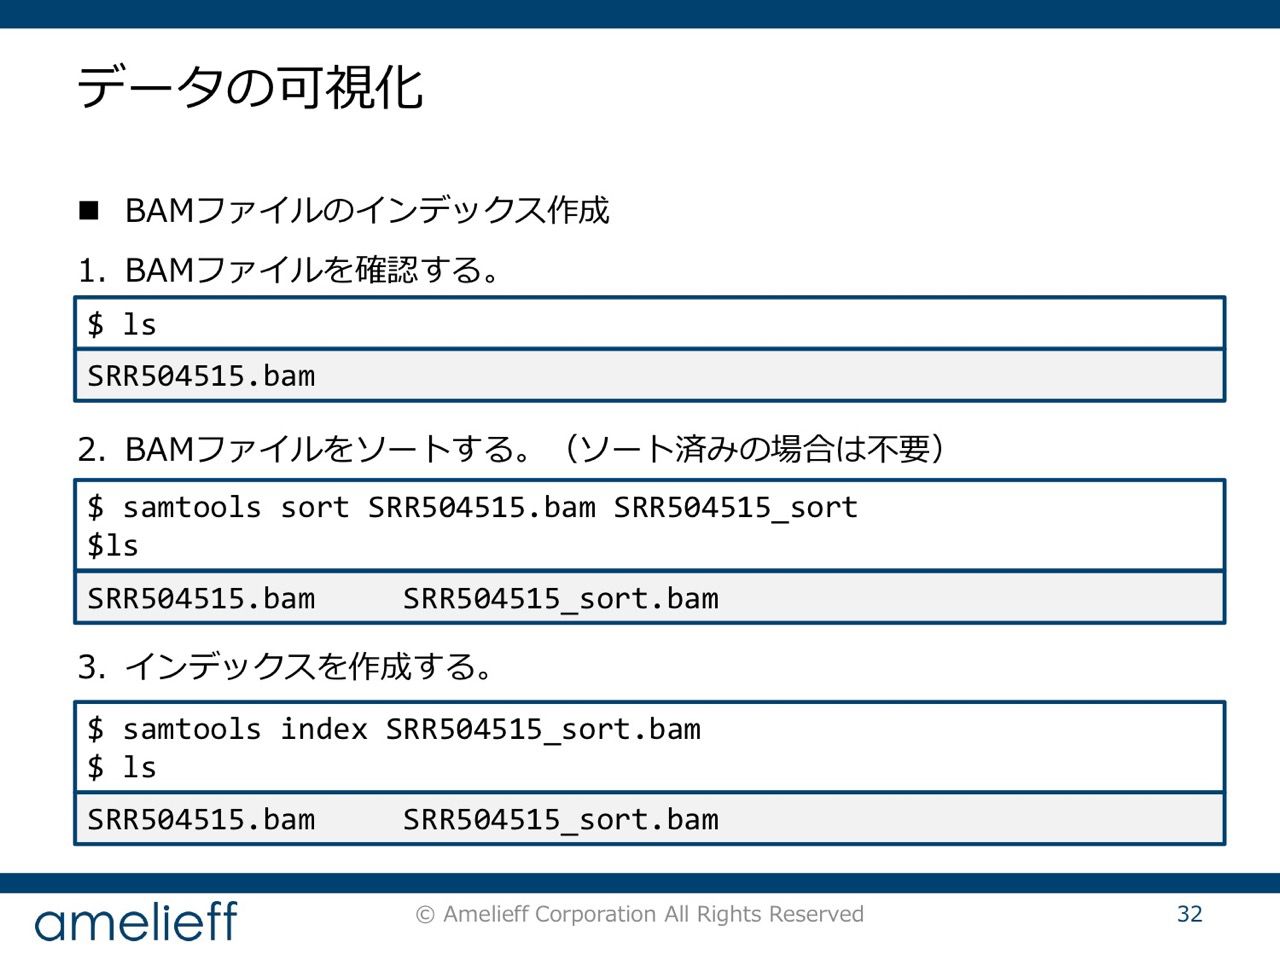 データの可視化
■ BAMファイルのインデックス作成
1. BAMファイルを確認する。
$ ls
SRR504515.bam
2. BAMファイルをソートする。（ソート済みの場合は不要）
$ samtools sort SRR504515.bam SRR504515_sort
$ls
SRR504515.bam SRR504515_sort.bam
3. インデックスを作成する。
$ samtools index SRR504515_sort.bam
$ ls
SRR504515.bam SRR504515_sort.bam
amelieff © Amelieff Corporation All Rights Reserved 32